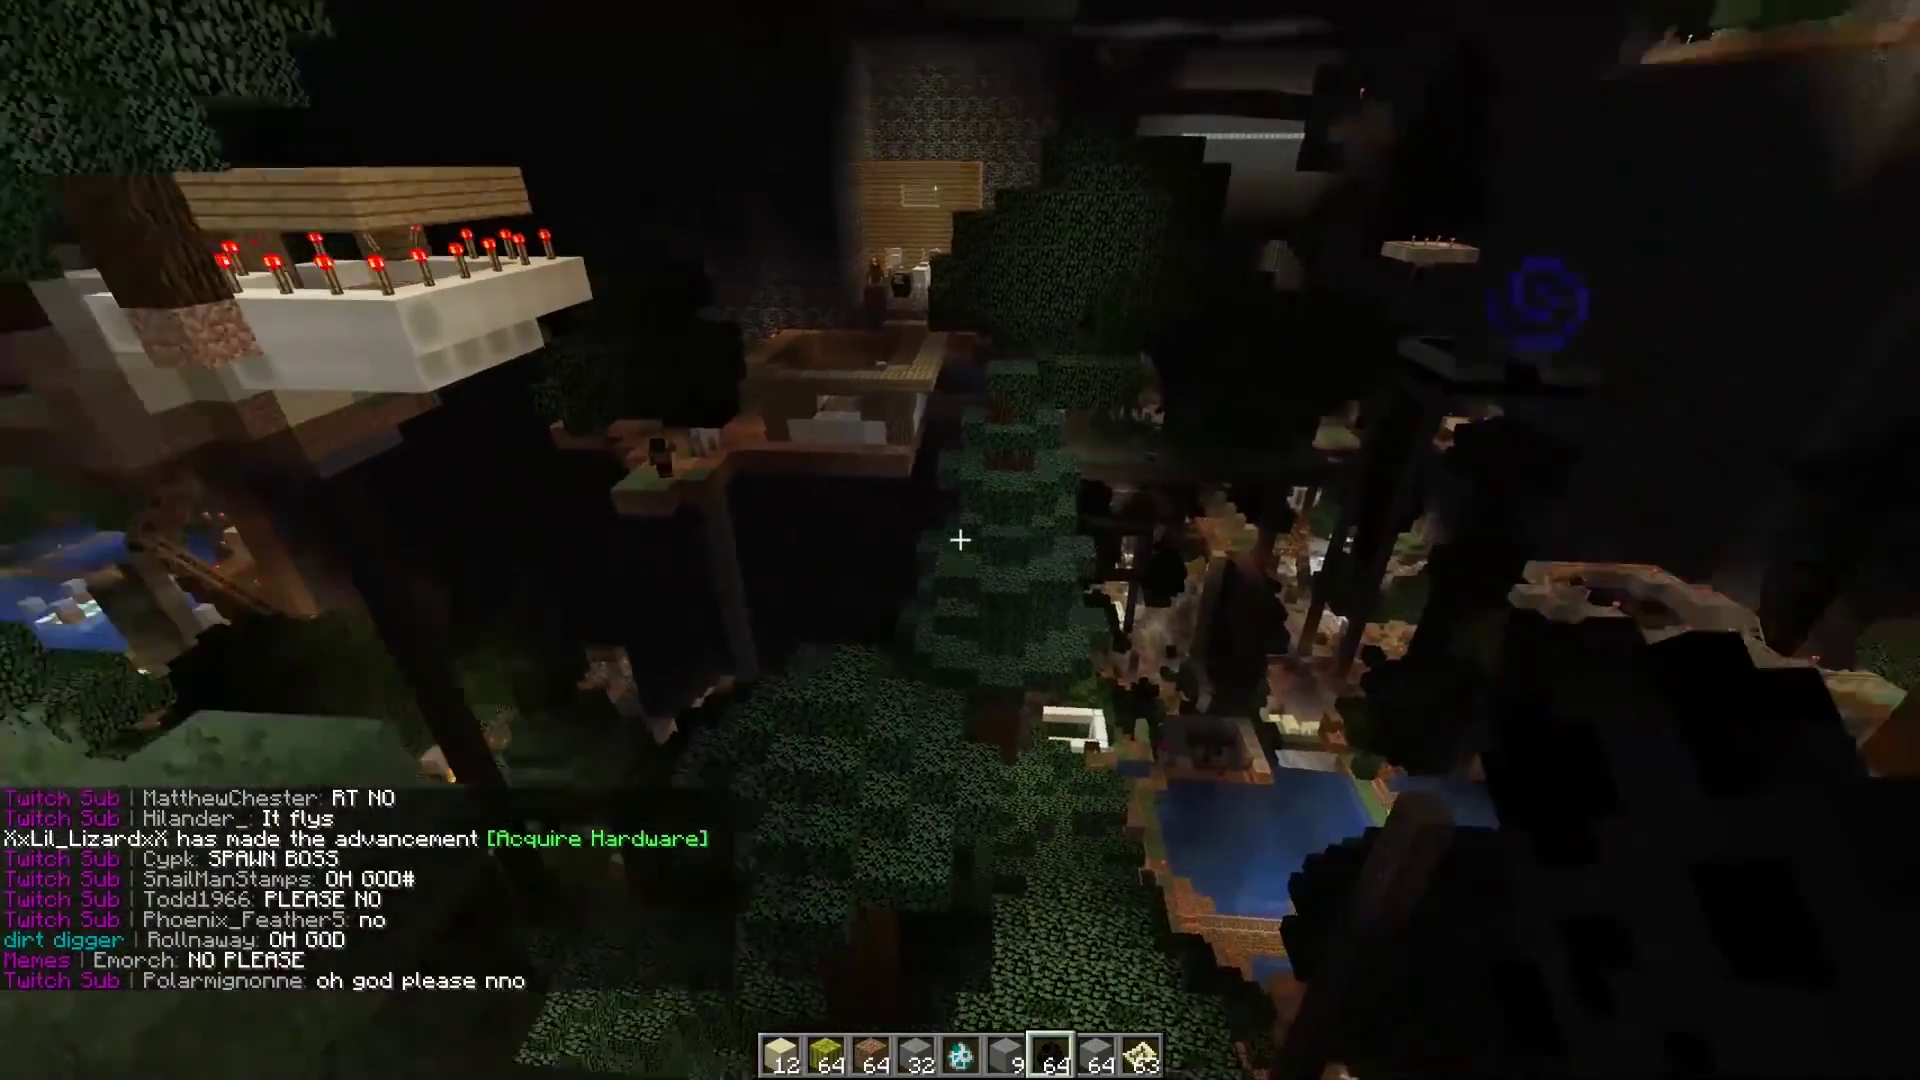 Twitch Sub | MatthewChester: RT NO
Twitch Sub | Hilander_: It flys
XxLil_LizardxX has made the advancement [Acquire Hardware]
Twitch Sub | Cypk: SPAWN BOSS
Twitch Sub | SnailManStamps: OH GOD#
Twitch Sub | Todd1966: PLEASE NO
Twitch Sub | Phoenix_Feather5: no
dirt digger | Rollnaway: OH GOD
Memes | Emorch: NO PLEASE
Twitch Sub | Polarmignonne: oh god please nno
12 64 64 32 9 64 64 63